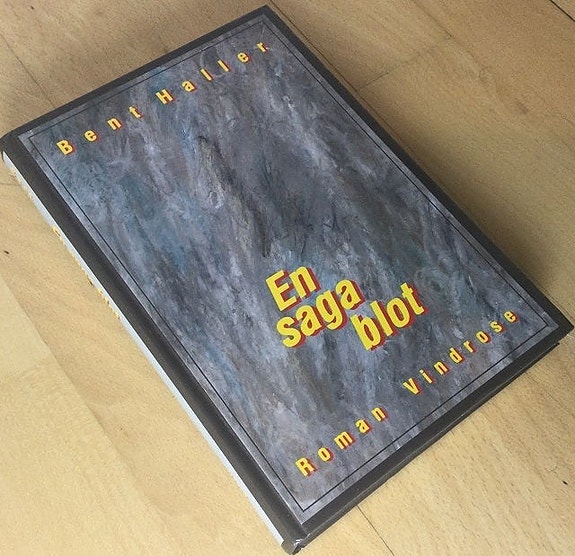 Bent Haller
En
saga
blot
Roman Vindrose